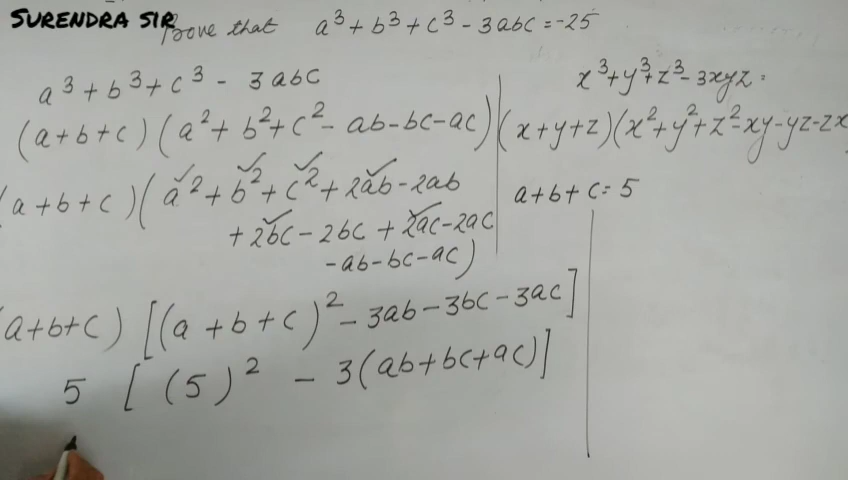 SURENDRA SIR
Prove that a³ + b³ + c³ - 3abc = -25
a³ + b³ + c³ - 3abc
(a + b + c) (a² + b² + c² - ab - bc - ac)
(a + b + c) (a² + b² + c² + 2ab - 2ab
+ 2bc - 2bc + 2ac - 2ac
- ab - bc - ac)
(a + b + c) [(a + b + c)² - 3ab - 3bc - 3ac]
5 [ (5)² - 3(ab + bc + ac)]
x³ + y³ + z³ - 3xyz =
(x + y + z)(x² + y² + z² - xy - yz - zx
a + b + c = 5